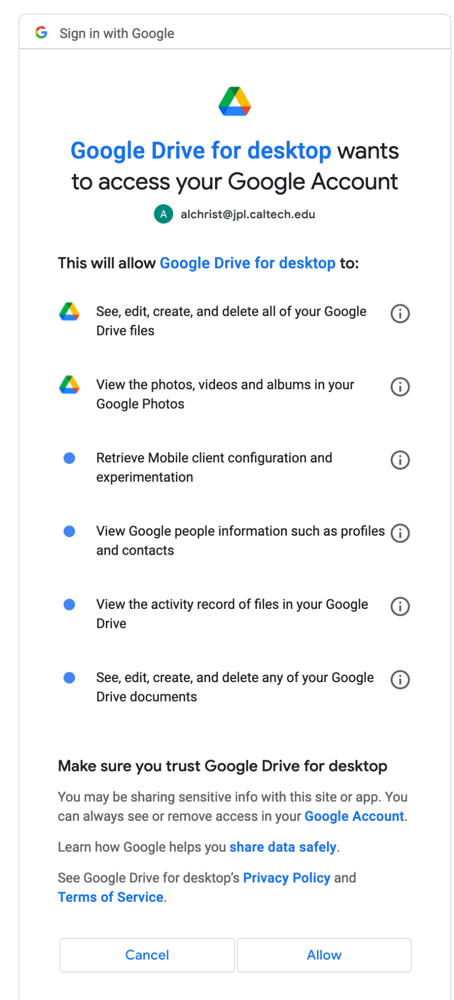 Sign in with Google
Google Drive for desktop wants
to access your Google Account
A alchrist@jpl.caltech.edu
This will allow Google Drive for desktop to:
See, edit, create, and delete all of your Google
Drive files
View the photos, videos and albums in your
Google Photos
Retrieve Mobile client configuration and
experimentation
View Google people information such as profiles
and contacts
View the activity record of files in your Google
Drive
See, edit, create, and delete any of your Google
Drive documents
Make sure you trust Google Drive for desktop
You may be sharing sensitive info with this site or app. You
can always see or remove access in your Google Account.
Learn how Google helps you share data safely.
See Google Drive for desktop’s Privacy Policy and
Terms of Service.
Cancel Allow